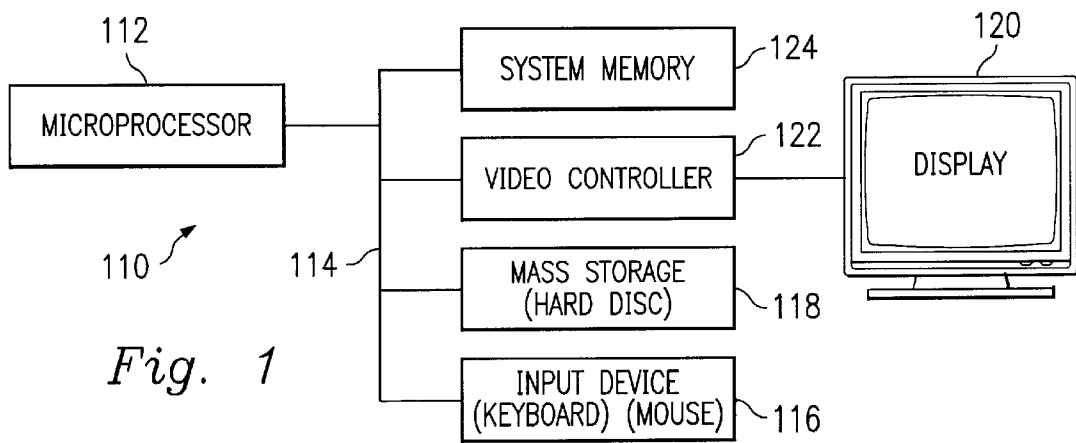 112
MICROPROCESSOR
110
114
SYSTEM MEMORY
124
VIDEO CONTROLLER
122
MASS STORAGE
(HARD DISC)
118
INPUT DEVICE
(KEYBOARD) (MOUSE)
116
120
DISPLAY
Fig. 1